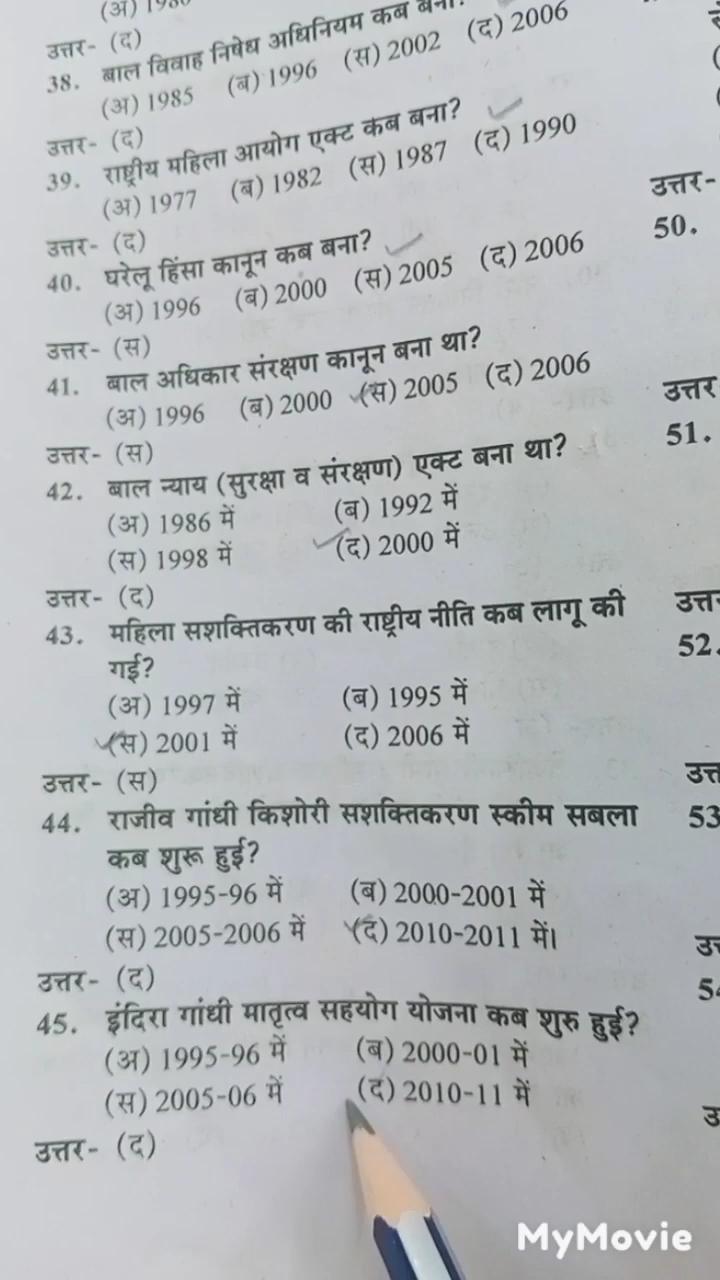 (अ) 1986
उत्तर- (द)
38. बाल विवाह निषेध अधिनियम कब बना?
(अ) 1985 (ब) 1996 (स) 2002 (द) 2006
उत्तर- (द)
39. राष्ट्रीय महिला आयोग एक्ट कब बना?
(अ) 1977 (ब) 1982 (स) 1987 (द) 1990
उत्तर- (द)
40. घरेलू हिंसा कानून कब बना?
(अ) 1996 (ब) 2000 (स) 2005 (द) 2006
उत्तर- (स)
41. बाल अधिकार संरक्षण कानून बना था?
(अ) 1996 (ब) 2000 (स) 2005 (द) 2006
उत्तर- (स)
42. बाल न्याय (सुरक्षा व संरक्षण) एक्ट बना था?
(अ) 1986 में (ब) 1992 में
(स) 1998 में (द) 2000 में
उत्तर- (द)
43. महिला सशक्तिकरण की राष्ट्रीय नीति कब लागू की
गई?
(अ) 1997 में (ब) 1995 में
(स) 2001 में (द) 2006 में
उत्तर- (स)
44. राजीव गांधी किशोरी सशक्तिकरण स्कीम सबला
कब शुरू हुई?
(अ) 1995-96 में (ब) 2000-2001 में
(स) 2005-2006 में (द) 2010-2011 में।
उत्तर- (द)
45. इंदिरा गांधी मातृत्व सहयोग योजना कब शुरु हुई?
(अ) 1995-96 में (ब) 2000-01 में
(स) 2005-06 में (द) 2010-11 में
उत्तर- (द)
उत्तर-
50.
उत्तर
51.
52.
53
MyMovie